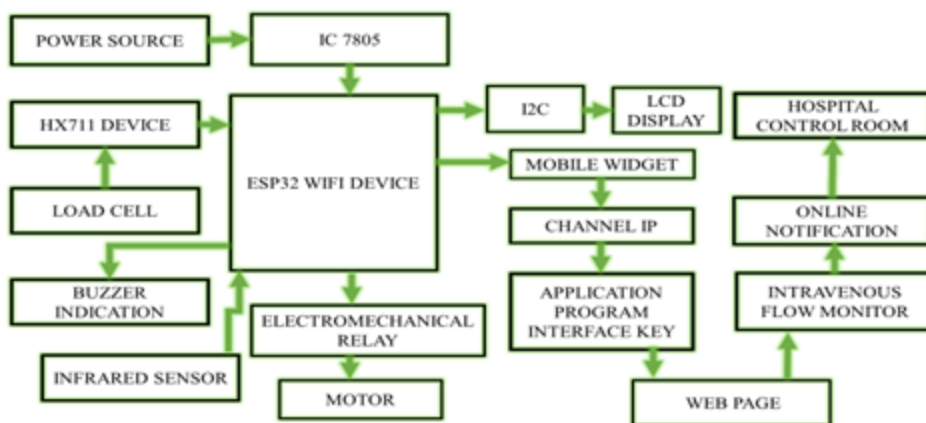 POWER SOURCE
IC 7805
HX711 DEVICE
I2C
LCD
DISPLAY
HOSPITAL
CONTROL ROOM
ESP32 WIFI DEVICE
MOBILE WIDGET
LOAD CELL
CHANNEL IP
ONLINE
NOTIFICATION
BUZZER
INDICATION
ELECTROMECHANICAL
RELAY
APPLICATION
PROGRAM
INTERFACE KEY
INTRAVENOUS
FLOW MONITOR
INFRARED SENSOR
MOTOR
WEB PAGE